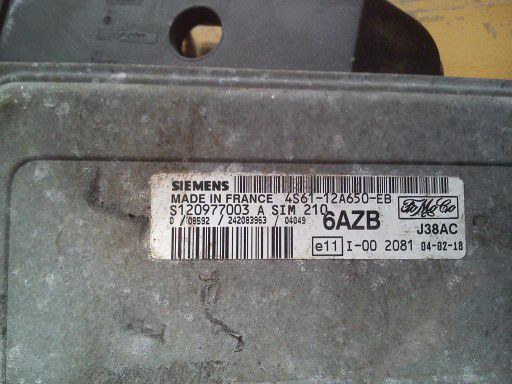 SIEMENS
MADE IN FRANCE 4S61-12A650-EB
S120977003 A SIM 210
0 / 08592 / 242083963 / 04049
6AZB
FoMoCo
J38AC
e11 I-00 2081 04-02-18